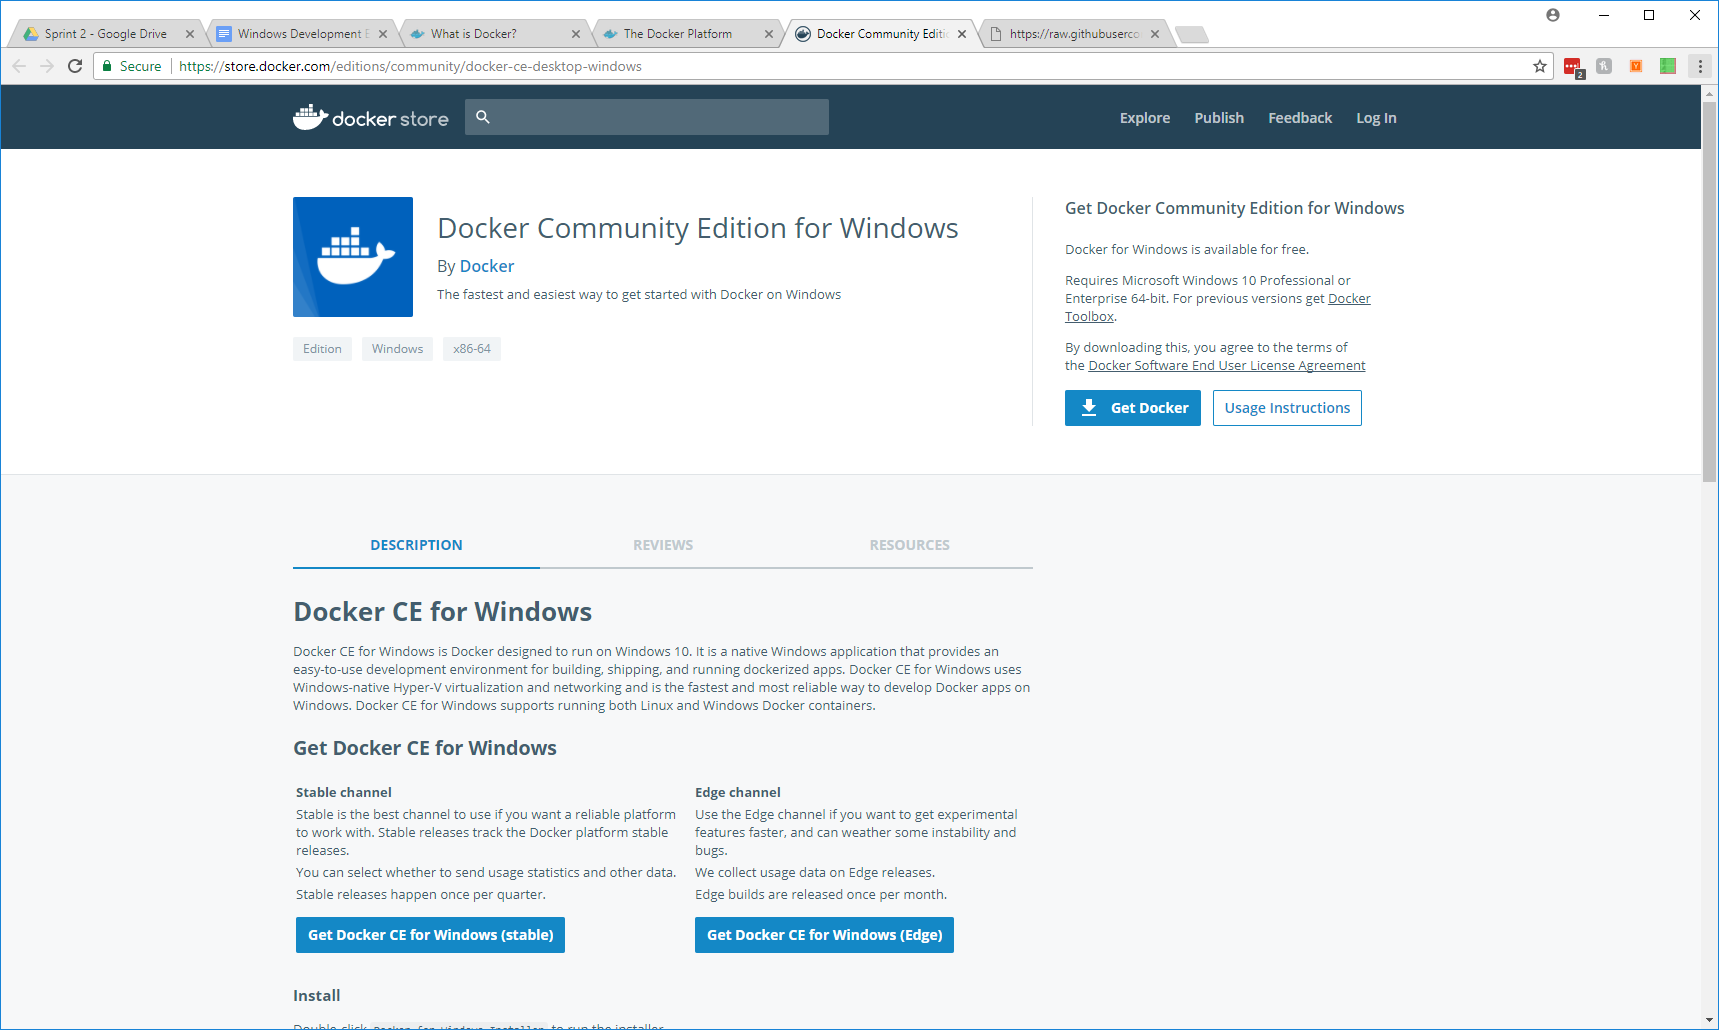 Sprint 2 - Google Drive
Windows Development E
What is Docker?
The Docker Platform
Docker Community Editi
https://raw.githubuserco
Secure
https://store.docker.com/editions/community/docker-ce-desktop-windows
2
docker store
Explore
Publish
Feedback
Log In
Docker Community Edition for Windows
By Docker
The fastest and easiest way to get started with Docker on Windows
Edition
Windows
x86-64
Get Docker Community Edition for Windows
Docker for Windows is available for free.
Requires Microsoft Windows 10 Professional or
Enterprise 64-bit. For previous versions get Docker
Toolbox.
By downloading this, you agree to the terms of
the Docker Software End User License Agreement
Get Docker
Usage Instructions
DESCRIPTION
REVIEWS
RESOURCES
Docker CE for Windows
Docker CE for Windows is Docker designed to run on Windows 10. It is a native Windows application that provides an
easy-to-use development environment for building, shipping, and running dockerized apps. Docker CE for Windows uses
Windows-native Hyper-V virtualization and networking and is the fastest and most reliable way to develop Docker apps on
Windows. Docker CE for Windows supports running both Linux and Windows Docker containers.
Get Docker CE for Windows
Stable channel
Stable is the best channel to use if you want a reliable platform
to work with. Stable releases track the Docker platform stable
releases.
You can select whether to send usage statistics and other data.
Stable releases happen once per quarter.
Get Docker CE for Windows (stable)
Edge channel
Use the Edge channel if you want to get experimental
features faster, and can weather some instability and
bugs.
We collect usage data on Edge releases.
Edge builds are released once per month.
Get Docker CE for Windows (Edge)
Install
Double-click Docker for Windows Installer to run the installer.